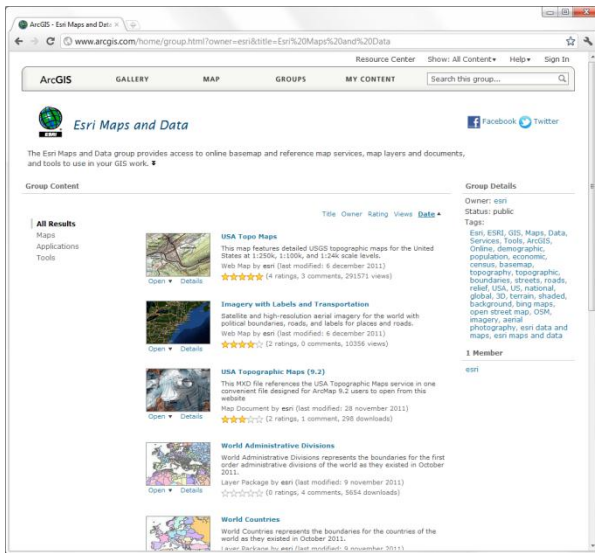 ArcGIS - Esri Maps and Data
www.arcgis.com/home/group.html?owner=esri&title=Esri%20Maps%20and%20Data
Resource Center Show: All Content Help Sign In
ArcGIS GALLERY MAP GROUPS MY CONTENT Search this group...
esri
Esri Maps and Data
Facebook Twitter
The Esri Maps and Data group provides access to online basemap and reference map services, map layers and documents,
and tools to use in your GIS work.
Group Content
Title Owner Rating Views Date
All Results
Maps
Applications
Tools
USA Topo Maps
This map features detailed USGS topographic maps for the United
States at 1:250k, 1:100k, and 1:24k scale levels.
Web Map by esri (last modified: 6 december 2011)
(4 ratings, 3 comments, 291571 views)
Open Details
Imagery with Labels and Transportation
Satellite and high-resolution aerial imagery for the world with
political boundaries, roads, and labels for places and roads.
Web Map by esri (last modified: 6 december 2011)
(2 ratings, 0 comments, 10356 views)
Open Details
USA Topographic Maps (9.2)
This MXD file references the USA Topographic Maps service in one
convenient file designed for ArcMap 9.2 users to open from this
website
Map Document by esri (last modified: 28 november 2011)
(2 ratings, 1 comment, 298 downloads)
Open Details
World Administrative Divisions
World Administrative Divisions represents the boundaries for the first
order administrative divisions of the world as they existed in October
2011.
Layer Package by esri (last modified: 9 november 2011)
(0 ratings, 4 comments, 5654 downloads)
Open Details
World Countries
World Countries represents the boundaries for the countries of the
world as they existed in October 2011.
Layer Package by esri (last modified: 9 november 2011)
Group Details
Owner: esri
Status: public
Tags:
Esri, ESRI, GIS, Maps, Data,
Services, Tools, ArcGIS,
Online, demographic,
population, economic,
census, basemap,
topography, topographic,
boundaries, streets, roads,
relief, USA, US, national,
global, 3D, terrain, shaded,
background, bing maps,
open street map, OSM,
imagery, aerial
photography, esri data and
maps, esri maps and data
1 Member
esri